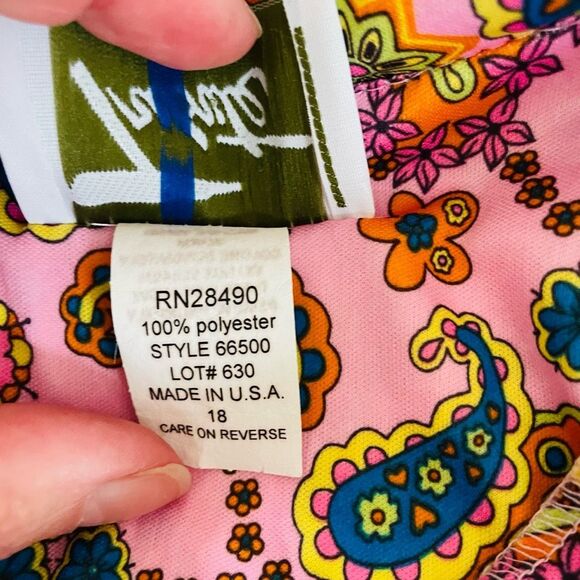 RN28490
100% polyester
STYLE 66500
LOT# 630
MADE IN U.S.A.
18
CARE ON REVERSE